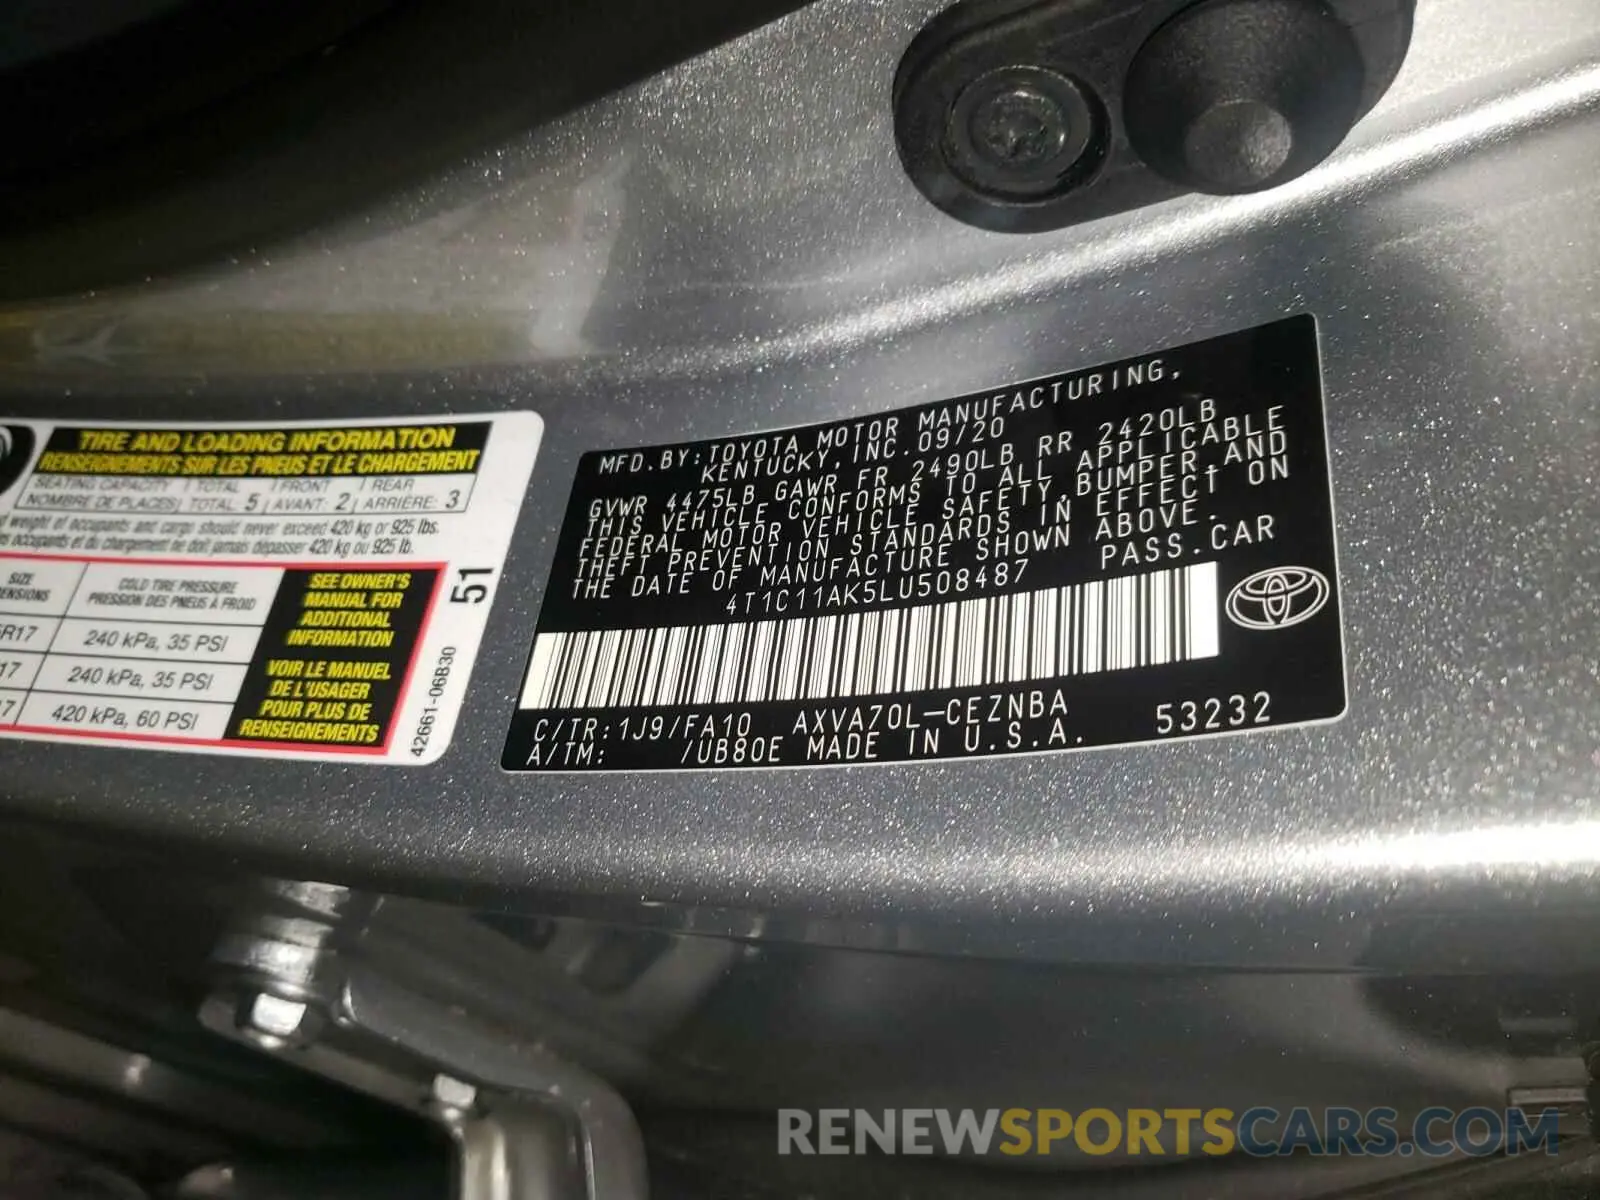 TIRE AND LOADING INFORMATION
RENSEIGNEMENTS SUR LES PNEUS ET LE CHARGEMENT
SEATING CAPACITY TOTAL FRONT REAR
NOMBRE DE PLACES TOTAL 5 AVANT: 2 ARRIÈRE: 3
weight of occupants and cargo should never exceed 420 kg or 925 lbs.
occupants et du chargement ne doit jamais dépasser 420 kg ou 925 lb.
SIZE
COLD TIRE PRESSURE
PRESSION DES PNEUS À FROID
R17 240 kPa, 35 PSI
17 240 kPa, 35 PSI
7 420 kPa, 60 PSI
SEE OWNER'S
MANUAL FOR
ADDITIONAL
INFORMATION
VOIR LE MANUEL
DE L'USAGER
POUR PLUS DE
RENSEIGNEMENTS
51
42661-06B30
MFD.BY:TOYOTA MOTOR MANUFACTURING,
KENTUCKY,INC.09/20
GVWR 4475LB GAWR FR 2490LB RR 2420LB
THIS VEHICLE CONFORMS TO ALL APPLICABLE
FEDERAL MOTOR VEHICLE SAFETY,BUMPER,AND
THEFT PREVENTION STANDARDS IN EFFECT ON
THE DATE OF MANUFACTURE SHOWN ABOVE.
4T1C11AK5LU508487 PASS.CAR
C/TR:1J9/FA10 AXVA70L-CEZNBA
A/TM: /UB80E MADE IN U.S.A. 53232
RENEWSPORTSCARS.COM